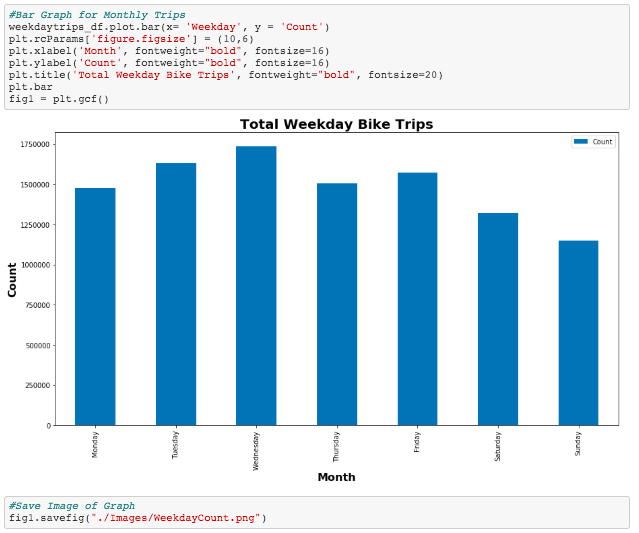 #Bar Graph for Monthly Trips
weekdaytrips_df.plot.bar(x= 'Weekday', y = 'Count')
plt.rcParams['figure.figsize'] = (10,6)
plt.xlabel('Month', fontweight="bold", fontsize=16)
plt.ylabel('Count', fontweight="bold", fontsize=16)
plt.title('Total Weekday Bike Trips', fontweight="bold", fontsize=20)
plt.bar
fig1 = plt.gcf()
Total Weekday Bike Trips
Count
1750000
1500000
1250000
1000000
750000
500000
250000
0
Count
Monday
Tuesday
Wednesday
Thursday
Friday
Saturday
Sunday
Month
#Save Image of Graph
fig1.savefig("./Images/WeekdayCount.png")